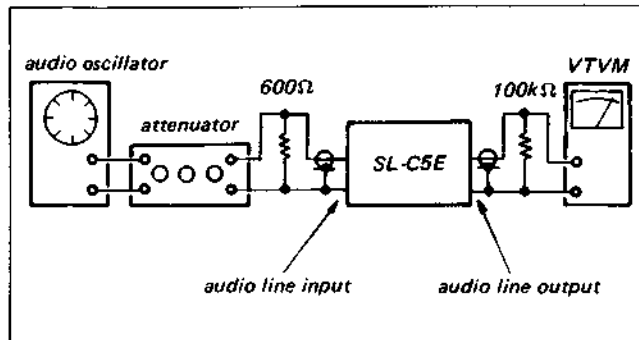 audio oscillator
attenuator
600Ω
SL-C5E
100kΩ
VTVM
audio line input
audio line output